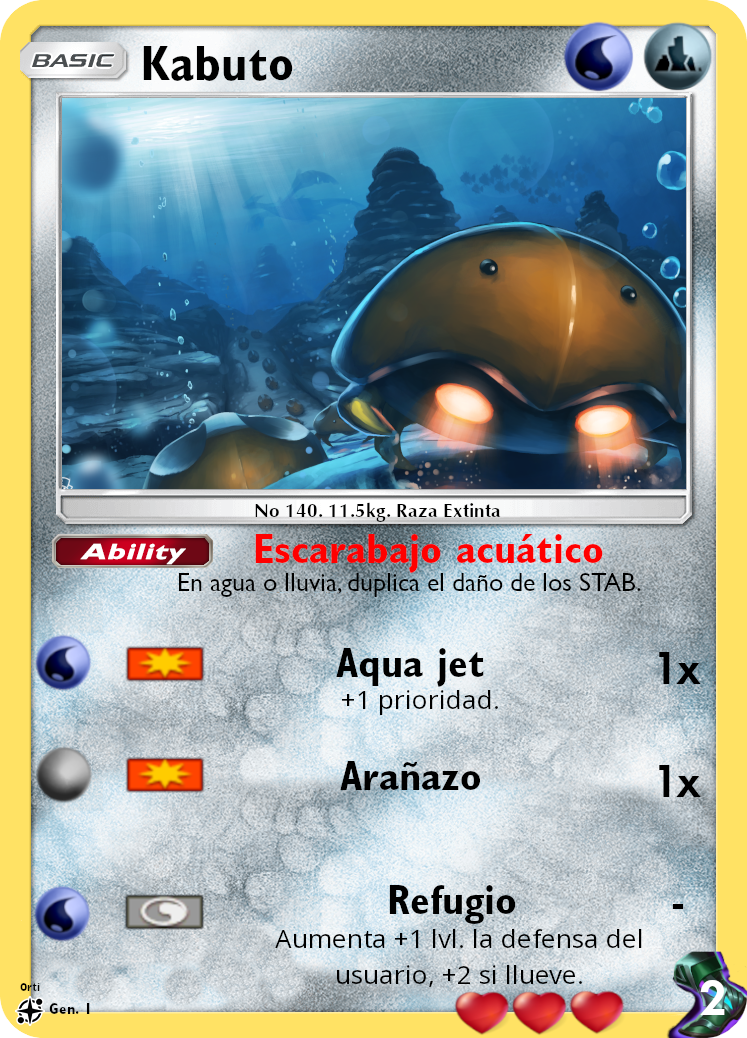 BASIC Kabuto
No 140. 11.5kg. Raza Extinta
Ability Escarabajo acuático
En agua o lluvia, duplica el daño de los STAB.
Aqua jet 1x
+1 prioridad.
Arañazo 1x
Refugio -
Aumenta +1 lvl. la defensa del
usuario, +2 si llueve.
Orti
Gen. 1
2